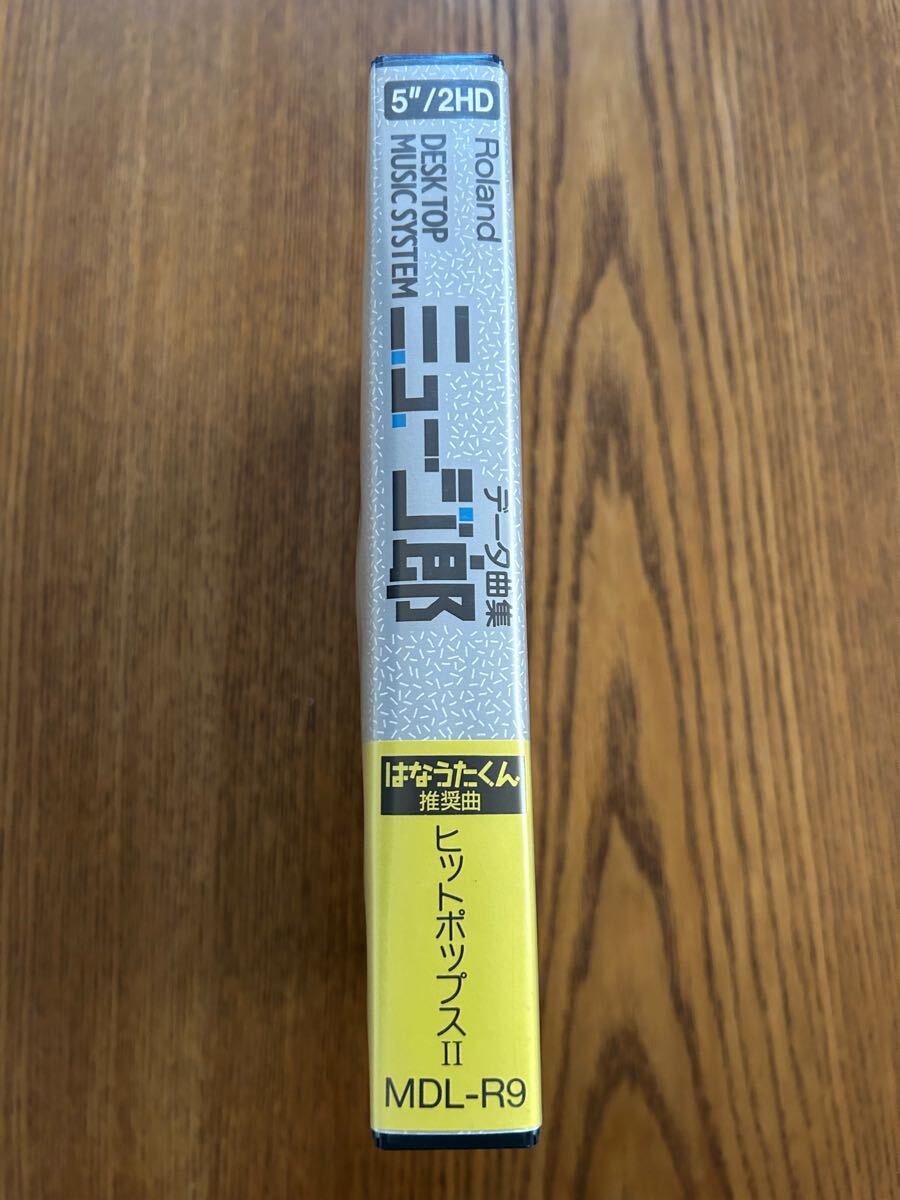 5"/2HD
Roland
DESK TOP
MUSIC SYSTEM
ミュージ郎
データ曲集
はなうたくん
推奨曲
ヒットポップスII
MDL-R9